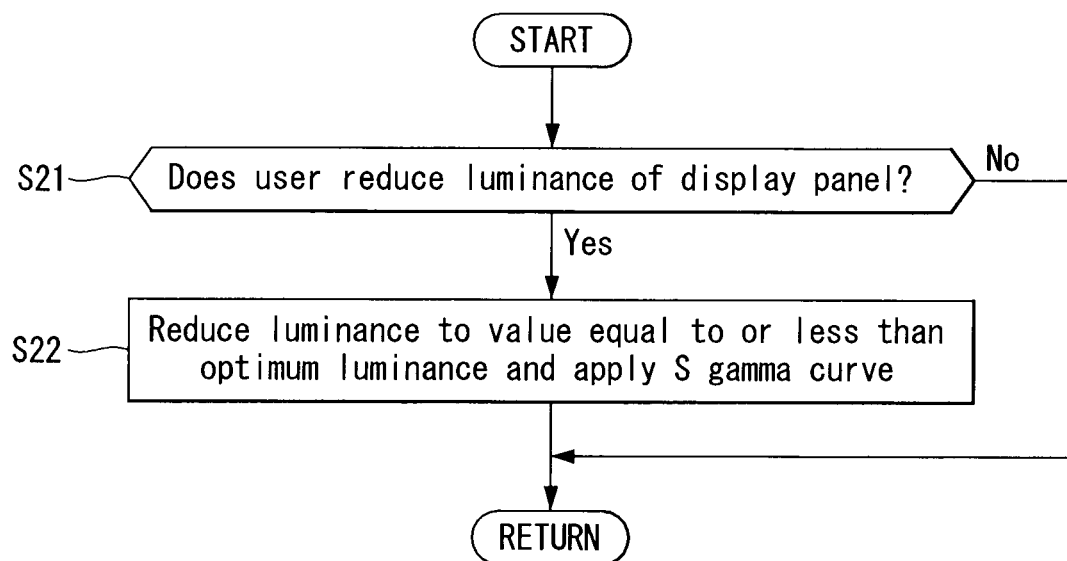 START
S21
Does user reduce luminance of display panel?
No
Yes
S22
Reduce luminance to value equal to or less than
optimum luminance and apply S gamma curve
RETURN